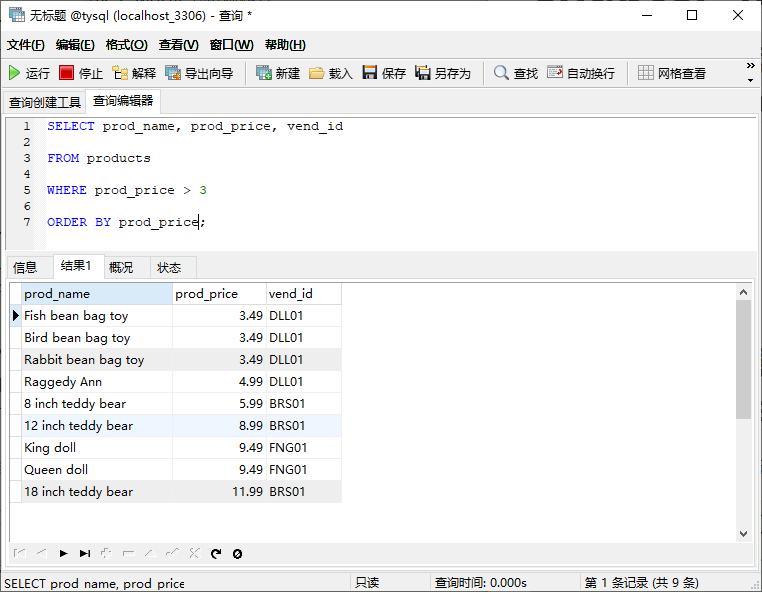 无标题 @tysql (localhost_3306) - 查询 *
文件(F) 编辑(E) 格式(O) 查看(V) 窗口(W) 帮助(H)
运行 停止 解释 导出向导 新建 载入 保存 另存为 查找 自动换行 网格查看 »
查询创建工具 查询编辑器
1 SELECT prod_name, prod_price, vend_id
2
3 FROM products
4
5 WHERE prod_price > 3
6
7 ORDER BY prod_price;
信息 结果1 概况 状态
prod_name prod_price vend_id
Fish bean bag toy 3.49 DLL01
Bird bean bag toy 3.49 DLL01
Rabbit bean bag toy 3.49 DLL01
Raggedy Ann 4.99 DLL01
8 inch teddy bear 5.99 BRS01
12 inch teddy bear 8.99 BRS01
King doll 9.49 FNG01
Queen doll 9.49 FNG01
18 inch teddy bear 11.99 BRS01
SELECT prod_name, prod_price 只读 查询时间: 0.000s 第 1 条记录 (共 9 条)